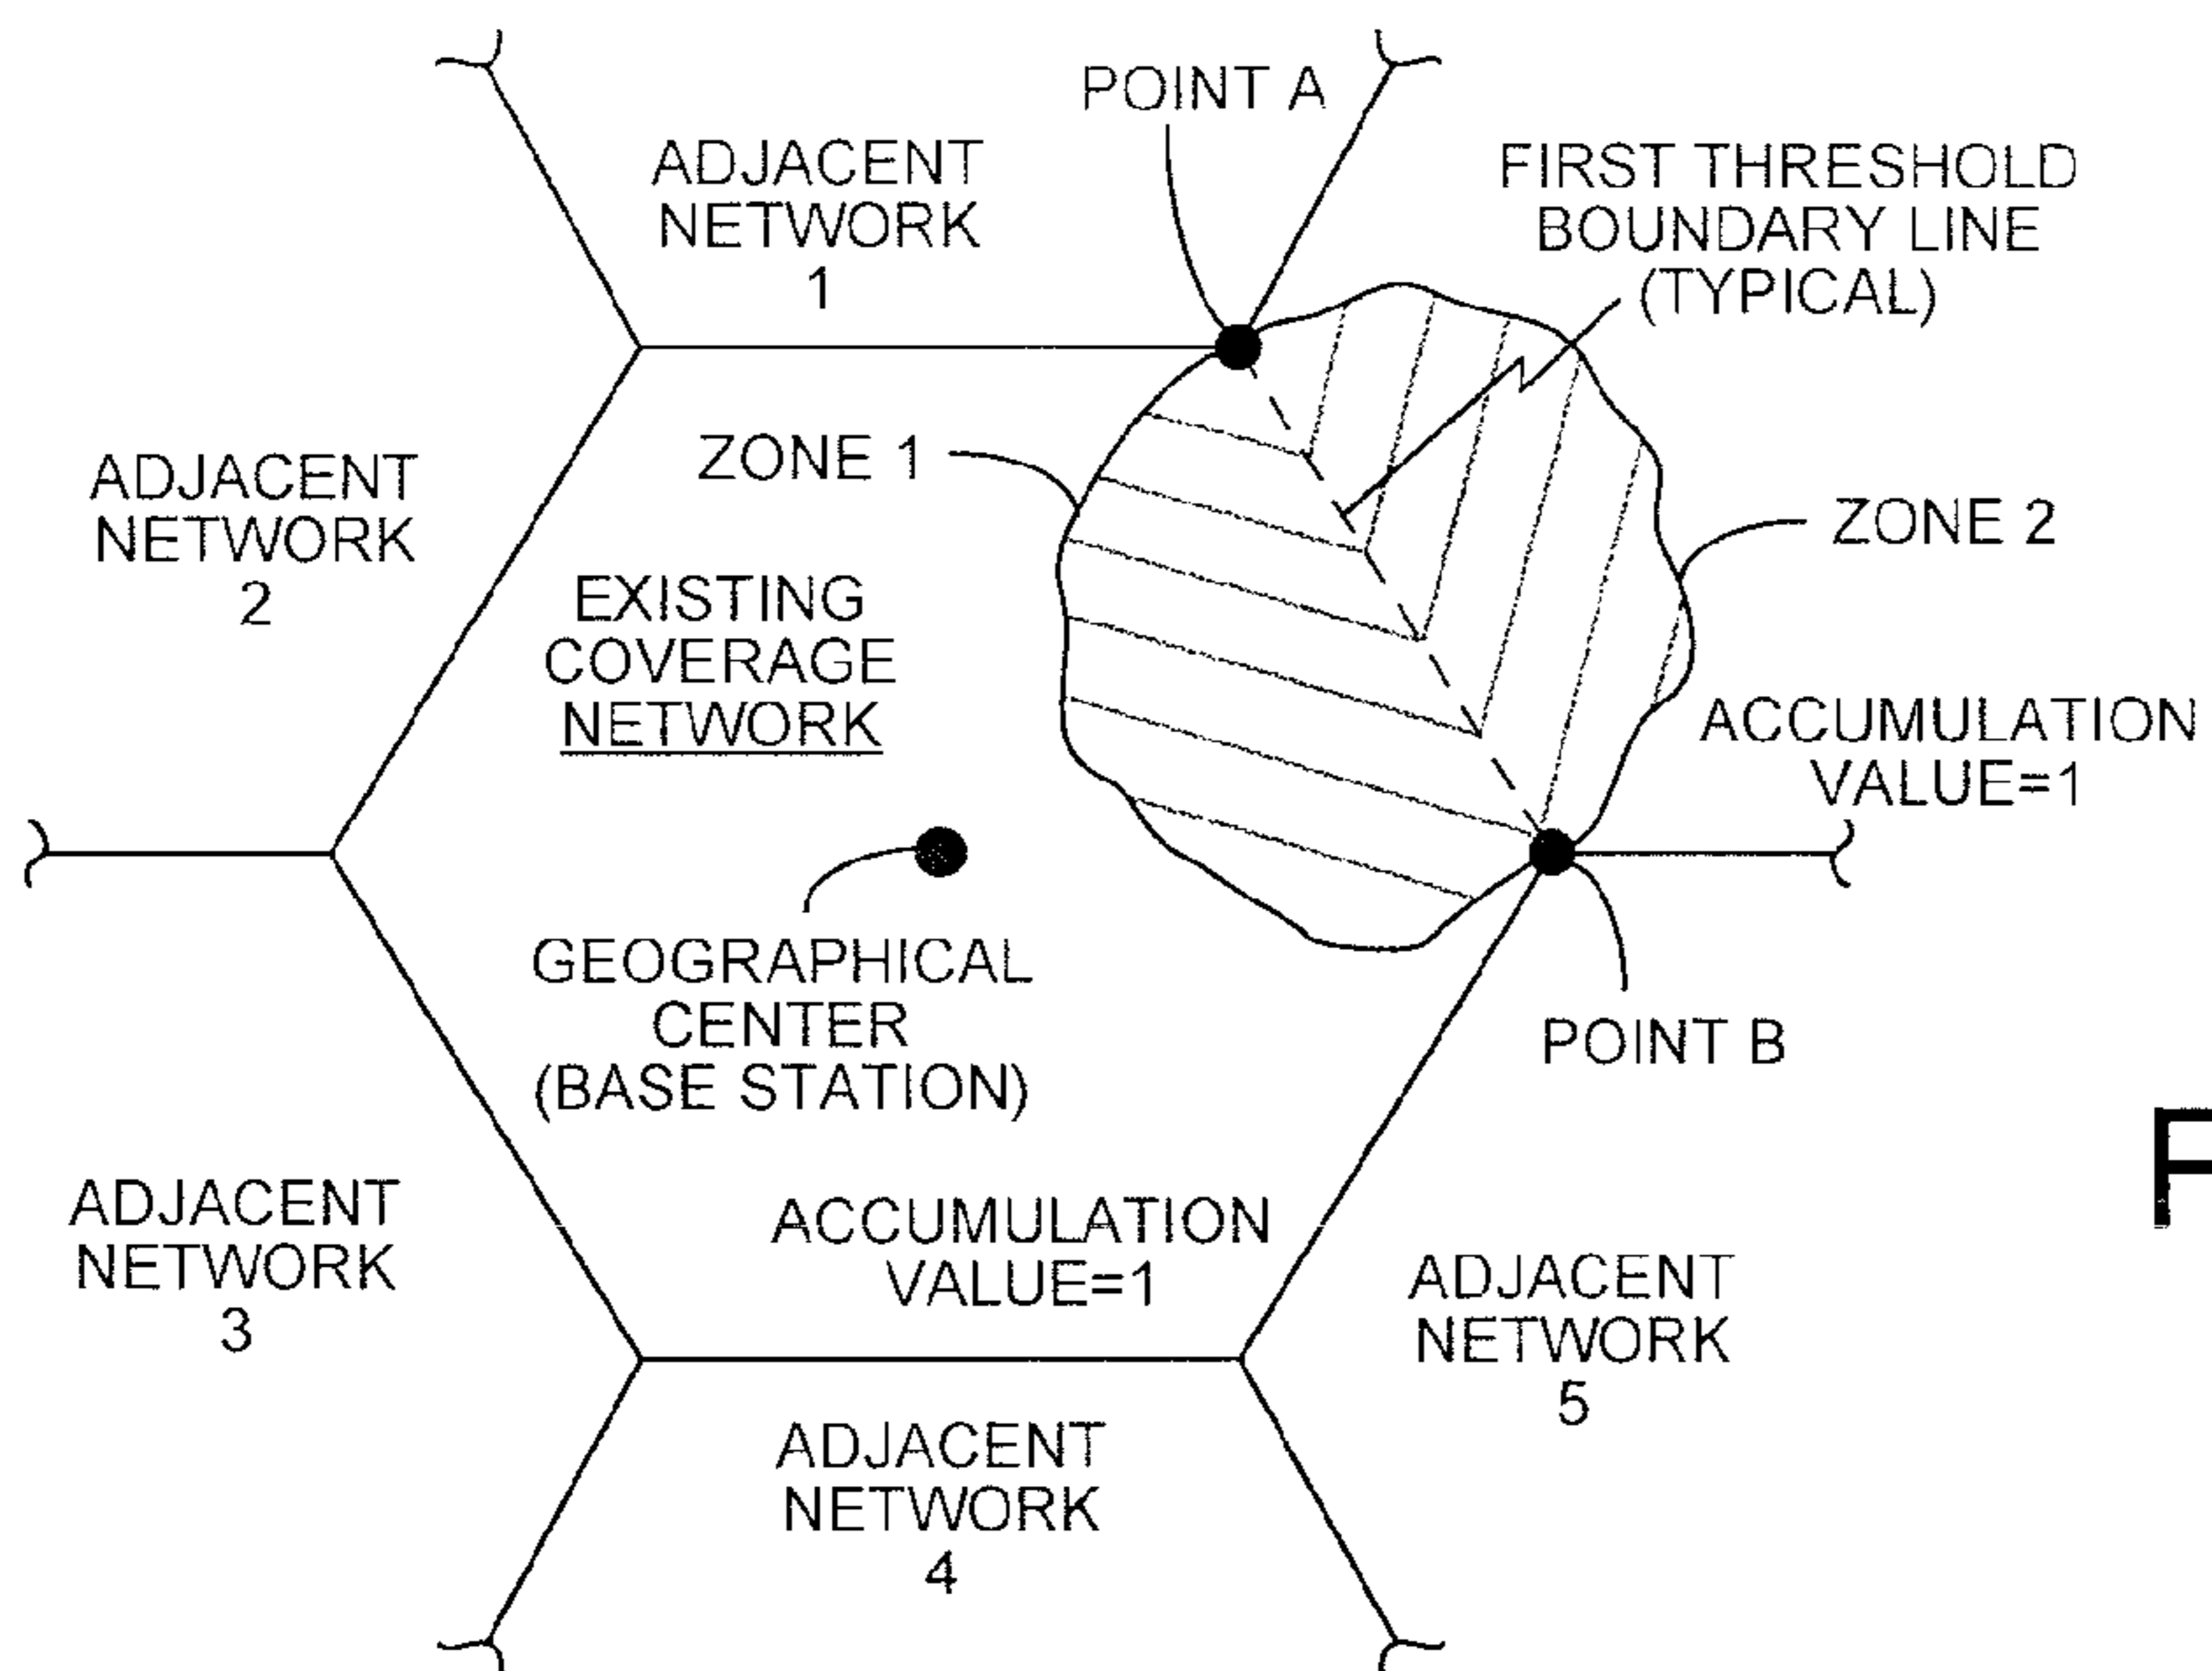 POINT A
ADJACENT
NETWORK
1
FIRST THRESHOLD
BOUNDARY LINE
(TYPICAL)
ZONE 1
ADJACENT
NETWORK
2
ZONE 2
EXISTING
COVERAGE
NETWORK
ACCUMULATION
VALUE=1
GEOGRAPHICAL
CENTER
(BASE STATION)
POINT B
F
ADJACENT
NETWORK
3
ACCUMULATION
VALUE=1
ADJACENT
NETWORK
5
ADJACENT
NETWORK
4